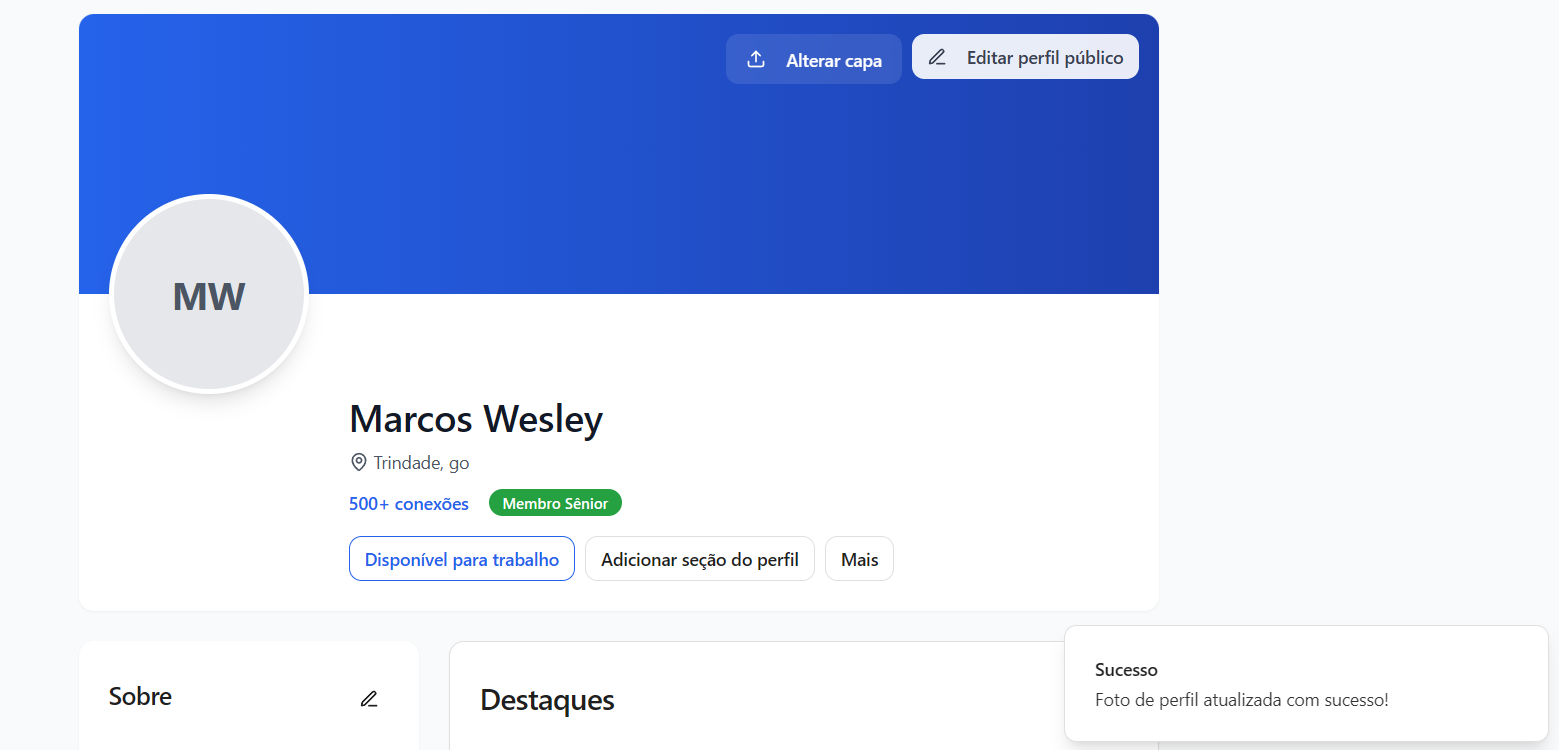 Alterar capa
Editar perfil público
MW
Marcos Wesley
Trindade, go
500+ conexões
Membro Sênior
Disponível para trabalho
Adicionar seção do perfil
Mais
Sobre
Destaques
Sucesso
Foto de perfil atualizada com sucesso!